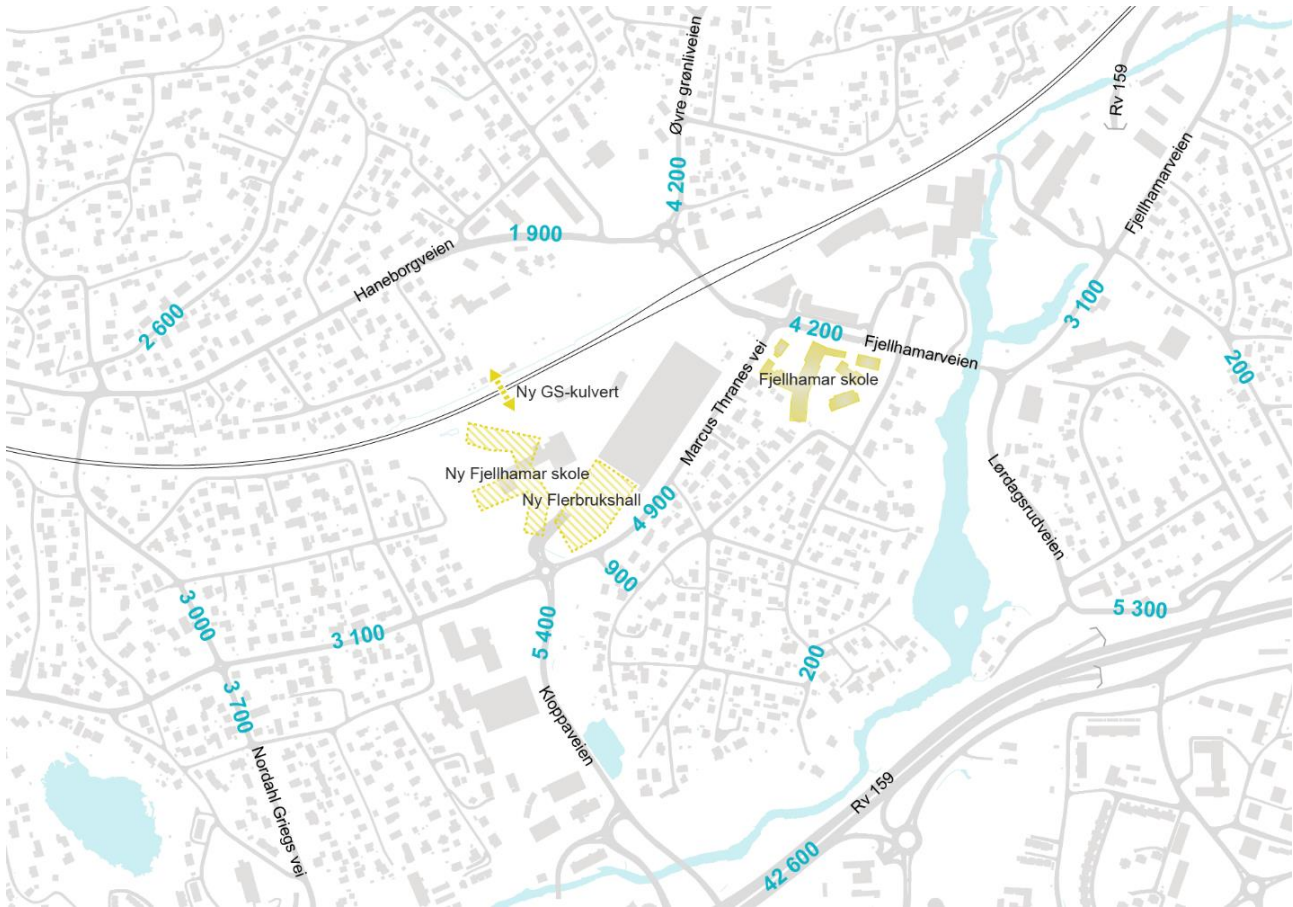 Øvre grønliveien
Rv 159
Fjellhamarveien
4 200
1 900
Haneborgveien
2 600
3 100
4 200
Fjellhamarveien
200
Fjellhamar skole
Ny GS-kulvert
Marcus Thranes vei
Ny Fjellhamar skole
Ny Flerbrukshall
4 900
Lørdagsrudveien
900
3 000
3 100
5 400
5 300
200
3 700
Kloppaveien
Nordahl Griegs vei
Rv 159
42 600